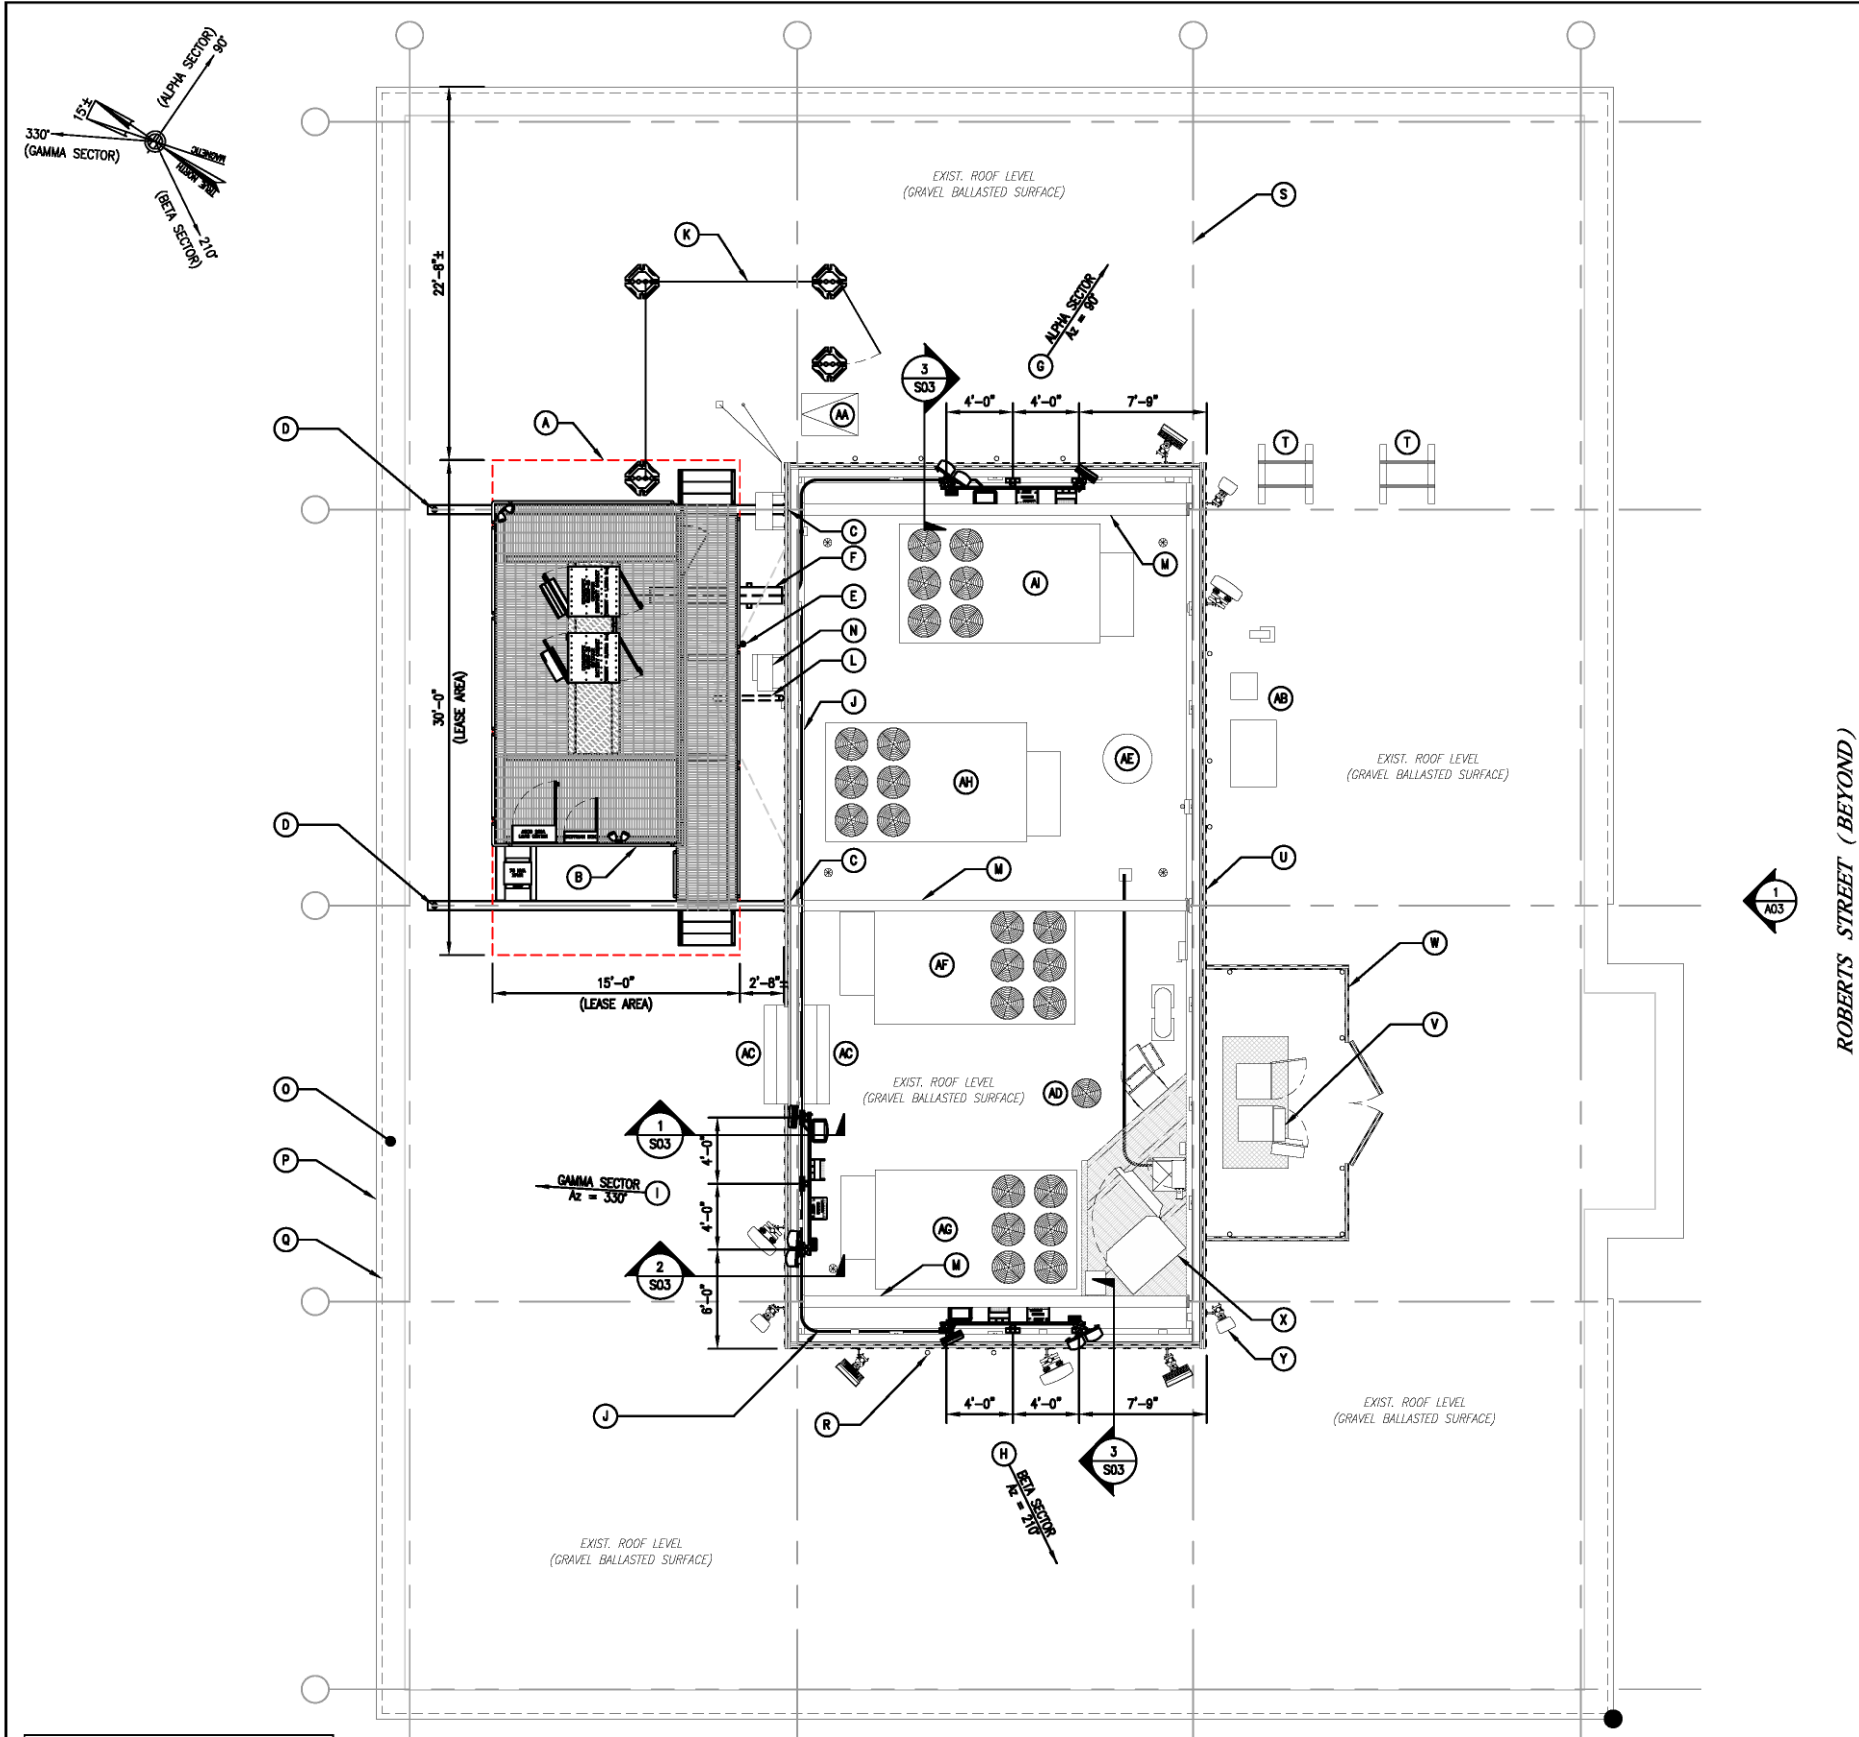 (ALPHA SECTOR)
90°
15°±
330°
(GAMMA SECTOR)
MAGNETIC
TRUE NORTH
(BETA SECTOR)
210°
EXIST. ROOF LEVEL
(GRAVEL BALLASTED SURFACE)
S
K
22'-8"±
ALPHA SECTOR
Az = 90°
G
3
S03
4'-0"
4'-0"
7'-9"
AA
A
D
T
T
C
F
M
AI
E
N
L
30'-0"
(LEASE AREA)
J
AB
AE
AH
EXIST. ROOF LEVEL
(GRAVEL BALLASTED SURFACE)
ROBERTS STREET (BEYOND)
D
C
M
U
B
1
A03
W
AF
15'-0"
(LEASE AREA)
2'-8"±
V
AC
AC
O
EXIST. ROOF LEVEL
(GRAVEL BALLASTED SURFACE)
AD
1
S03
4'-0"
P
GAMMA SECTOR
Az = 330°
I
4'-0"
AG
Q
2
S03
M
6'-0"
X
Y
J
R
4'-0"
4'-0"
7'-9"
EXIST. ROOF LEVEL
(GRAVEL BALLASTED SURFACE)
H
3
S03
BETA SECTOR
Az = 210°
EXIST. ROOF LEVEL
(GRAVEL BALLASTED SURFACE)